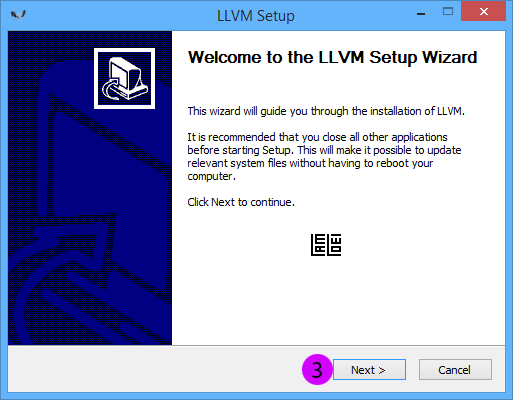 LLVM Setup
Welcome to the LLVM Setup Wizard
This wizard will guide you through the installation of LLVM.
It is recommended that you close all other applications
before starting Setup. This will make it possible to update
relevant system files without having to reboot your
computer.
Click Next to continue.
3
Next >
Cancel